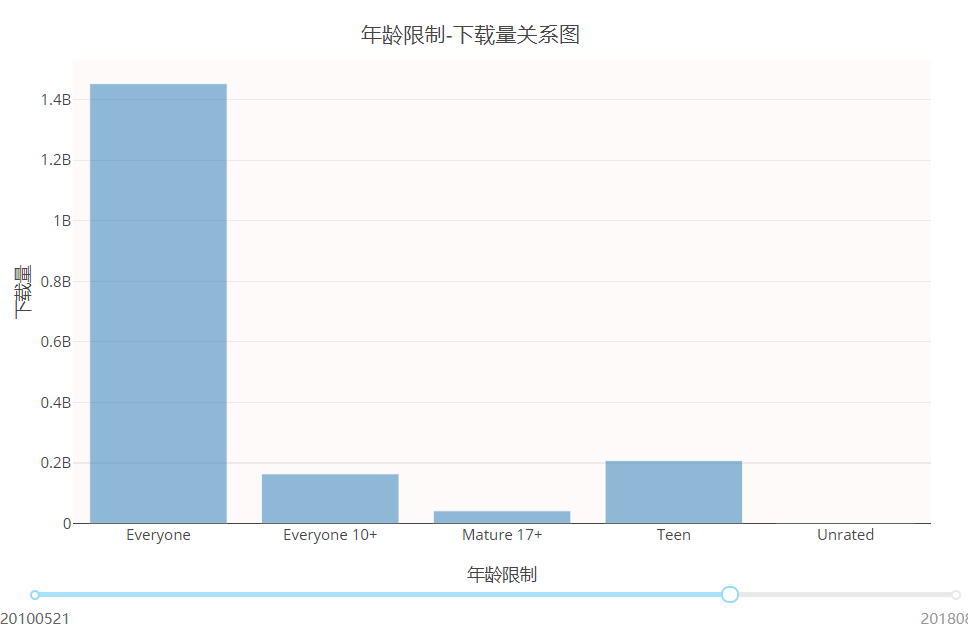 年龄限制-下载量关系图
1.4B
1.2B
1B
0.8B
0.6B
0.4B
0.2B
0
下载量
Everyone
Everyone 10+
Mature 17+
Teen
Unrated
年龄限制
20100521
201808